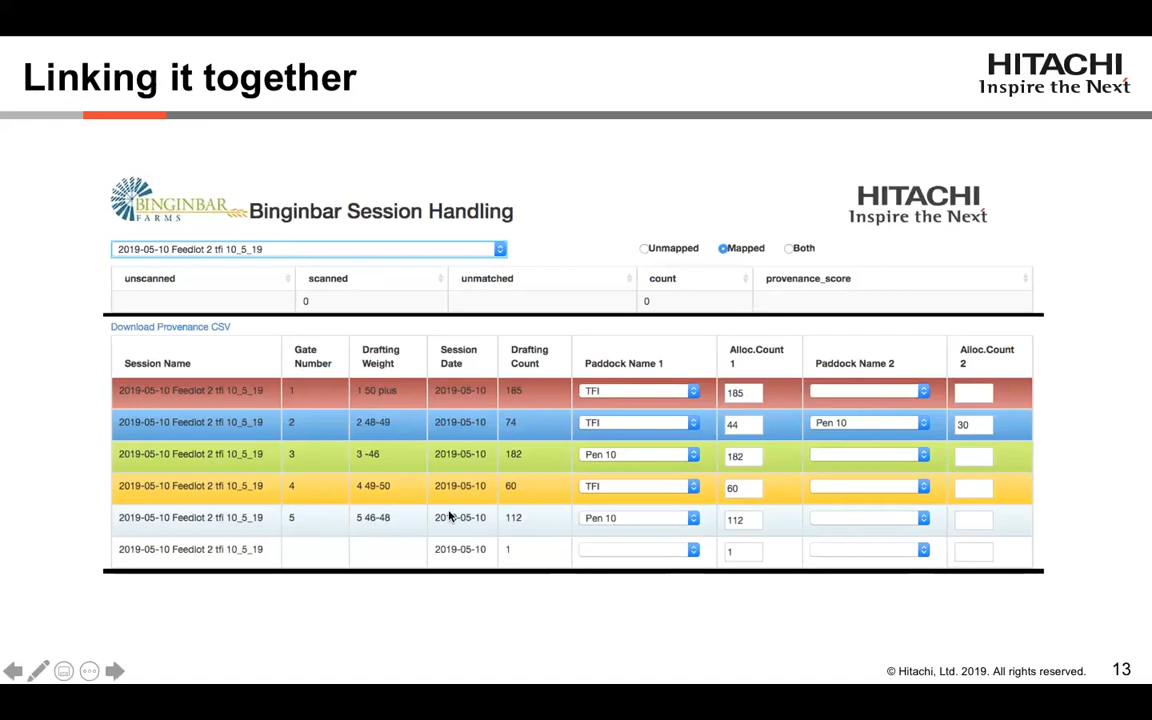 Linking it together
HITACHI
Inspire the Next
BINGINBAR
FARMS
Binginbar Session Handling
HITACHI
Inspire the Next
2019-05-10 Feedlot 2 tfi 10_5_19
Unmapped Mapped Both
unscanned scanned unmatched count provenance_score
0 0
Download Provenance CSV
Session Name Gate Number Drafting Weight Session Date Drafting Count Paddock Name 1 Alloc.Count 1 Paddock Name 2 Alloc.Count 2
2019-05-10 Feedlot 2 tfi 10_5_19 1 1 50 plus 2019-05-10 185 TFI 185
2019-05-10 Feedlot 2 tfi 10_5_19 2 2 48-49 2019-05-10 74 TFI 44 Pen 10 30
2019-05-10 Feedlot 2 tfi 10_5_19 3 3 -46 2019-05-10 182 Pen 10 182
2019-05-10 Feedlot 2 tfi 10_5_19 4 4 49-50 2019-05-10 60 TFI 60
2019-05-10 Feedlot 2 tfi 10_5_19 5 5 46-48 2019-05-10 112 Pen 10 112
2019-05-10 Feedlot 2 tfi 10_5_19 2019-05-10 1 1
© Hitachi, Ltd. 2019. All rights reserved. 13